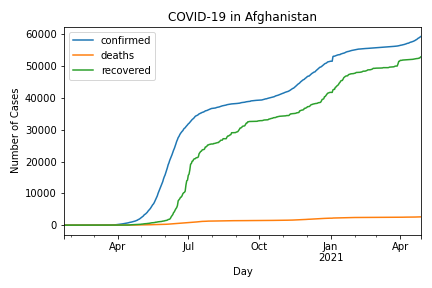 COVID-19 in Afghanistan
60000
50000
40000
30000
20000
10000
0
Number of Cases
confirmed
deaths
recovered
Apr
Jul
Oct
Jan
2021
Apr
Day